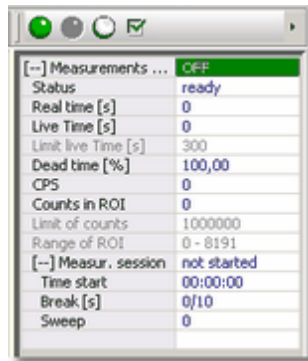 [--] Measurements ... OFF
Status ready
Real time [s] 0
Live Time [s] 0
Limit live Time [s] 300
Dead time [%] 100,00
CPS 0
Counts in ROI 0
Limit of counts 1000000
Range of ROI 0 - 8191
[--] Measur. session not started
Time start 00:00:00
Break [s] 0/10
Sweep 0